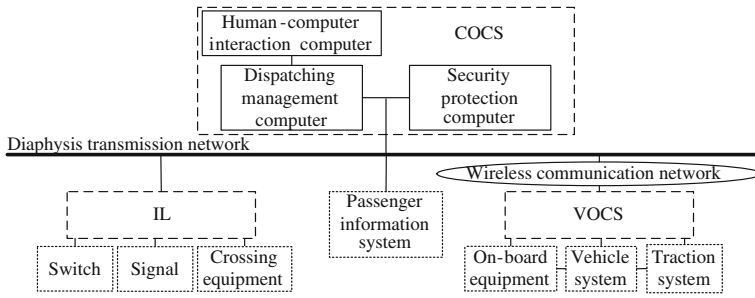 Human-computer
interaction computer
COCS
Dispatching
management
computer
Security
protection
computer
Diaphysis transmission network
Wireless communication network
IL
Passenger
information
system
VOCS
Switch
Signal
Crossing
equipment
On-board
equipment
Vehicle
system
Traction
system